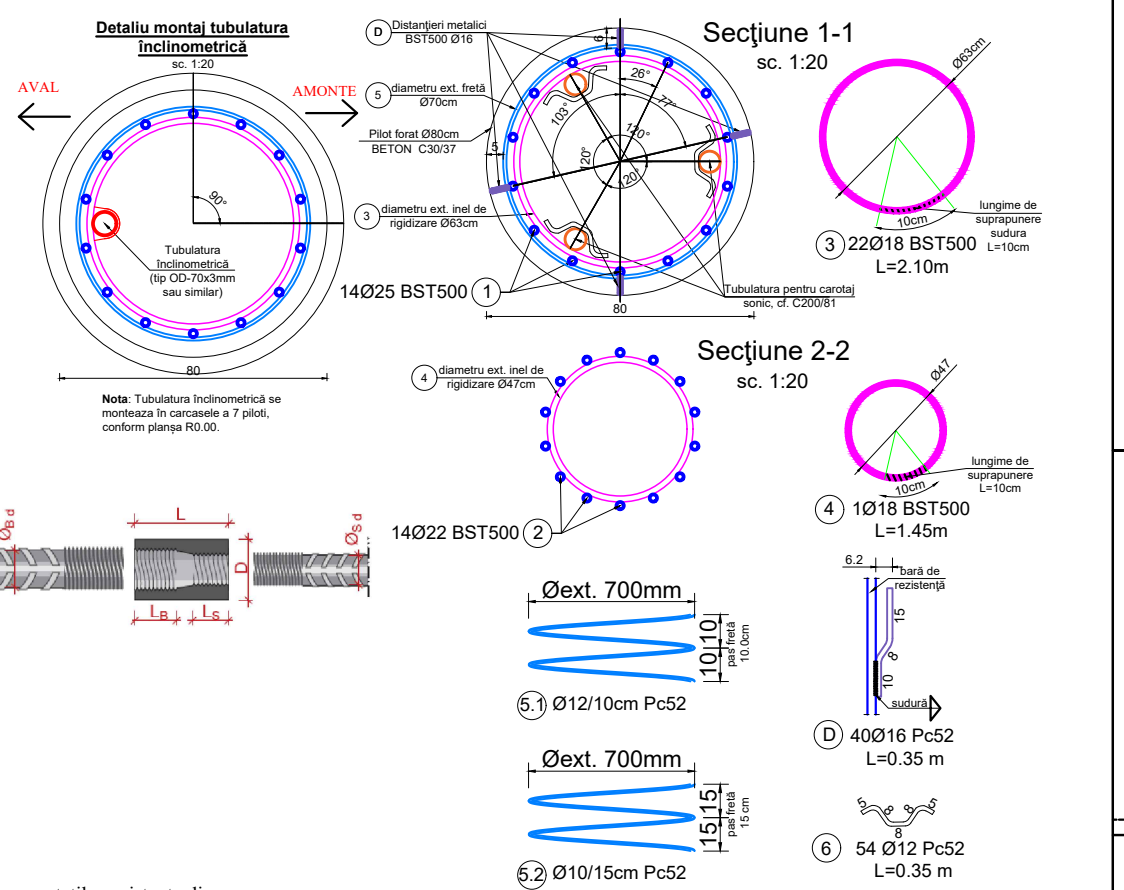 Detaliu montaj tubulatura
înclinometrică
sc. 1:20
AVAL
AMONTE
90°
Tubulatura
înclinometrică
(tip OD-70x3mm
sau similar)
80
Nota: Tubulatura înclinometrică se
monteaza în carcasele a 7 piloti,
conform planșa R0.00.
D
Distanțieri metalici
BST500 Ø16
5
diametru ext. fretă
Ø70cm
Pilot forat Ø80cm
BETON C30/37
5
3
diametru ext. inel de
rigidizare Ø63cm
14Ø25 BST500
1
6
26°
77°
103°
120°
120°
120°
Tubulatura pentru carotaj
sonic, cf. C200/81
80
Secţiune 1-1
sc. 1:20
Ø63cm
10cm
lungime de
suprapunere
sudura
L=10cm
3
22Ø18 BST500
L=2.10m
Secţiune 2-2
sc. 1:20
4
diametru ext. inel de
rigidizare Ø47cm
14Ø22 BST500
2
Ø47
10cm
lungime de
suprapunere
L=10cm
4
1Ø18 BST500
L=1.45m
Ø B d
L
D
L B
L S
Ø S d
Øext. 700mm
10
10
pas fretă
10.0cm
5.1
Ø12/10cm Pc52
Øext. 700mm
15
15
pas fretă
15 cm
5.2
Ø10/15cm Pc52
6.2
bară de
rezistenţă
15
8
10
sudură
D
40Ø16 Pc52
L=0.35 m
5
8
8
5
8
6
54 Ø12 Pc52
L=0.35 m